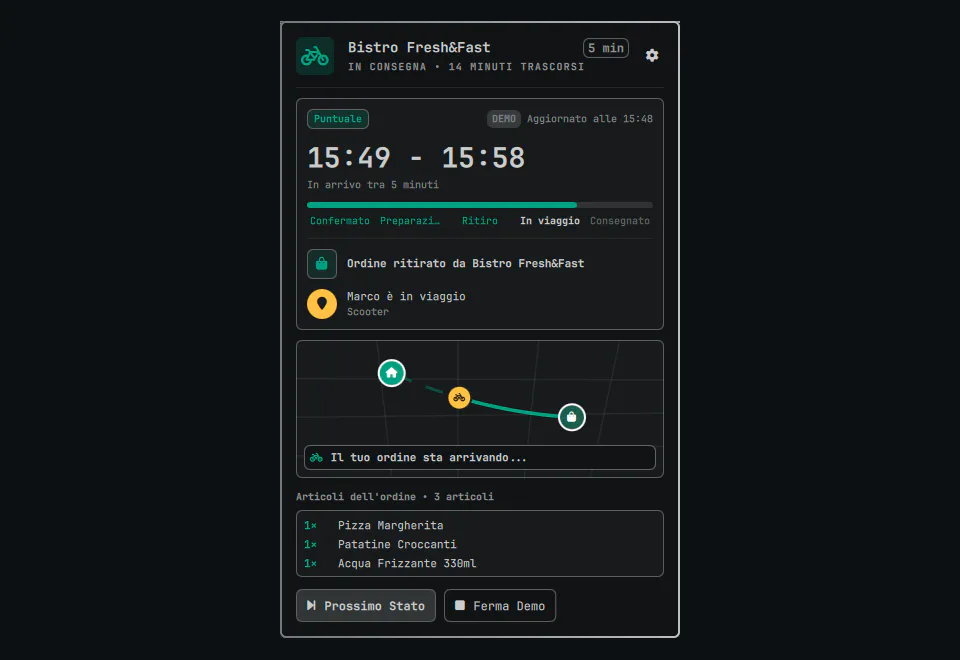 Bistro Fresh&Fast
5 min
IN CONSEGNA • 14 MINUTI TRASCORSI
Puntuale
DEMO Aggiornato alle 15:48
15:49 - 15:58
In arrivo tra 5 minuti
Confermato Preparazi… Ritiro In viaggio Consegnato
Ordine ritirato da Bistro Fresh&Fast
Marco è in viaggio
Scooter
Il tuo ordine sta arrivando...
Articoli dell'ordine • 3 articoli
1× Pizza Margherita
1× Patatine Croccanti
1× Acqua Frizzante 330ml
Prossimo Stato Ferma Demo